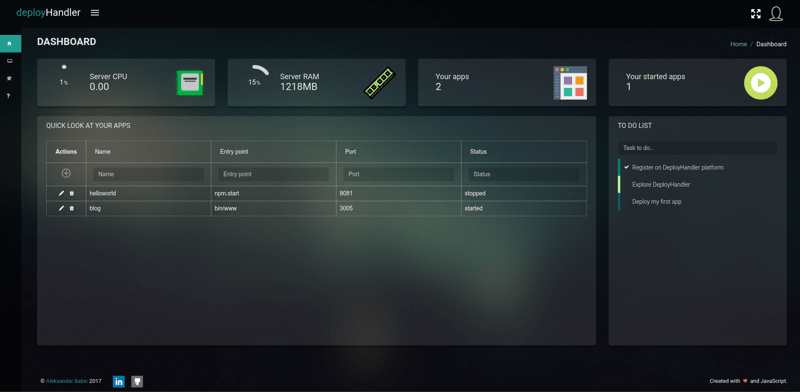 deployHandler
DASHBOARD
Home / Dashboard
1%
Server CPU
0.00
15%
Server RAM
1218MB
Your apps
2
Your started apps
1
QUICK LOOK AT YOUR APPS
Actions Name Entry point Port Status
Name Entry point Port Status
helloworld npm.start 8081 stopped
blog bin/www 3005 started
TO DO LIST
Task to do..
Register on DeployHandler platform
Explore DeployHandler
Deploy my first app
© Aleksandar Babic 2017
in
Created with ♥ and JavaScript.